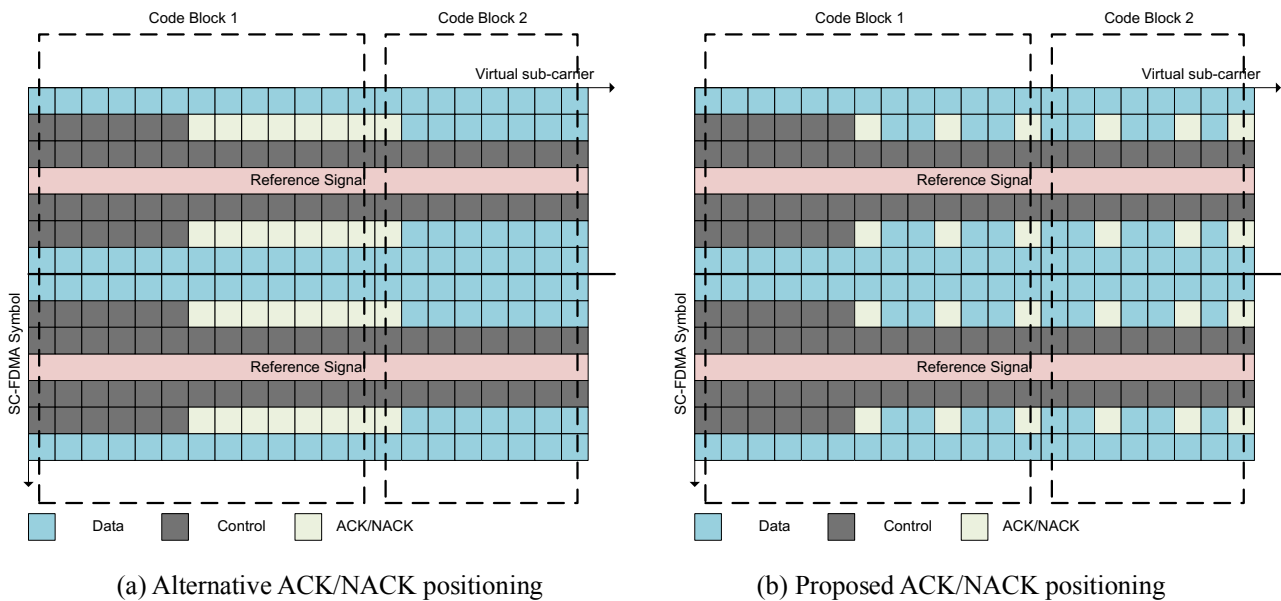 Code Block 1
Code Block 2
Virtual sub-carrier
Reference Signal
Reference Signal
SC-FDMA Symbol
Data
Control
ACK/NACK
(a) Alternative ACK/NACK positioning
Code Block 1
Code Block 2
Virtual sub-carrier
Reference Signal
Reference Signal
SC-FDMA Symbol
Data
Control
ACK/NACK
(b) Proposed ACK/NACK positioning